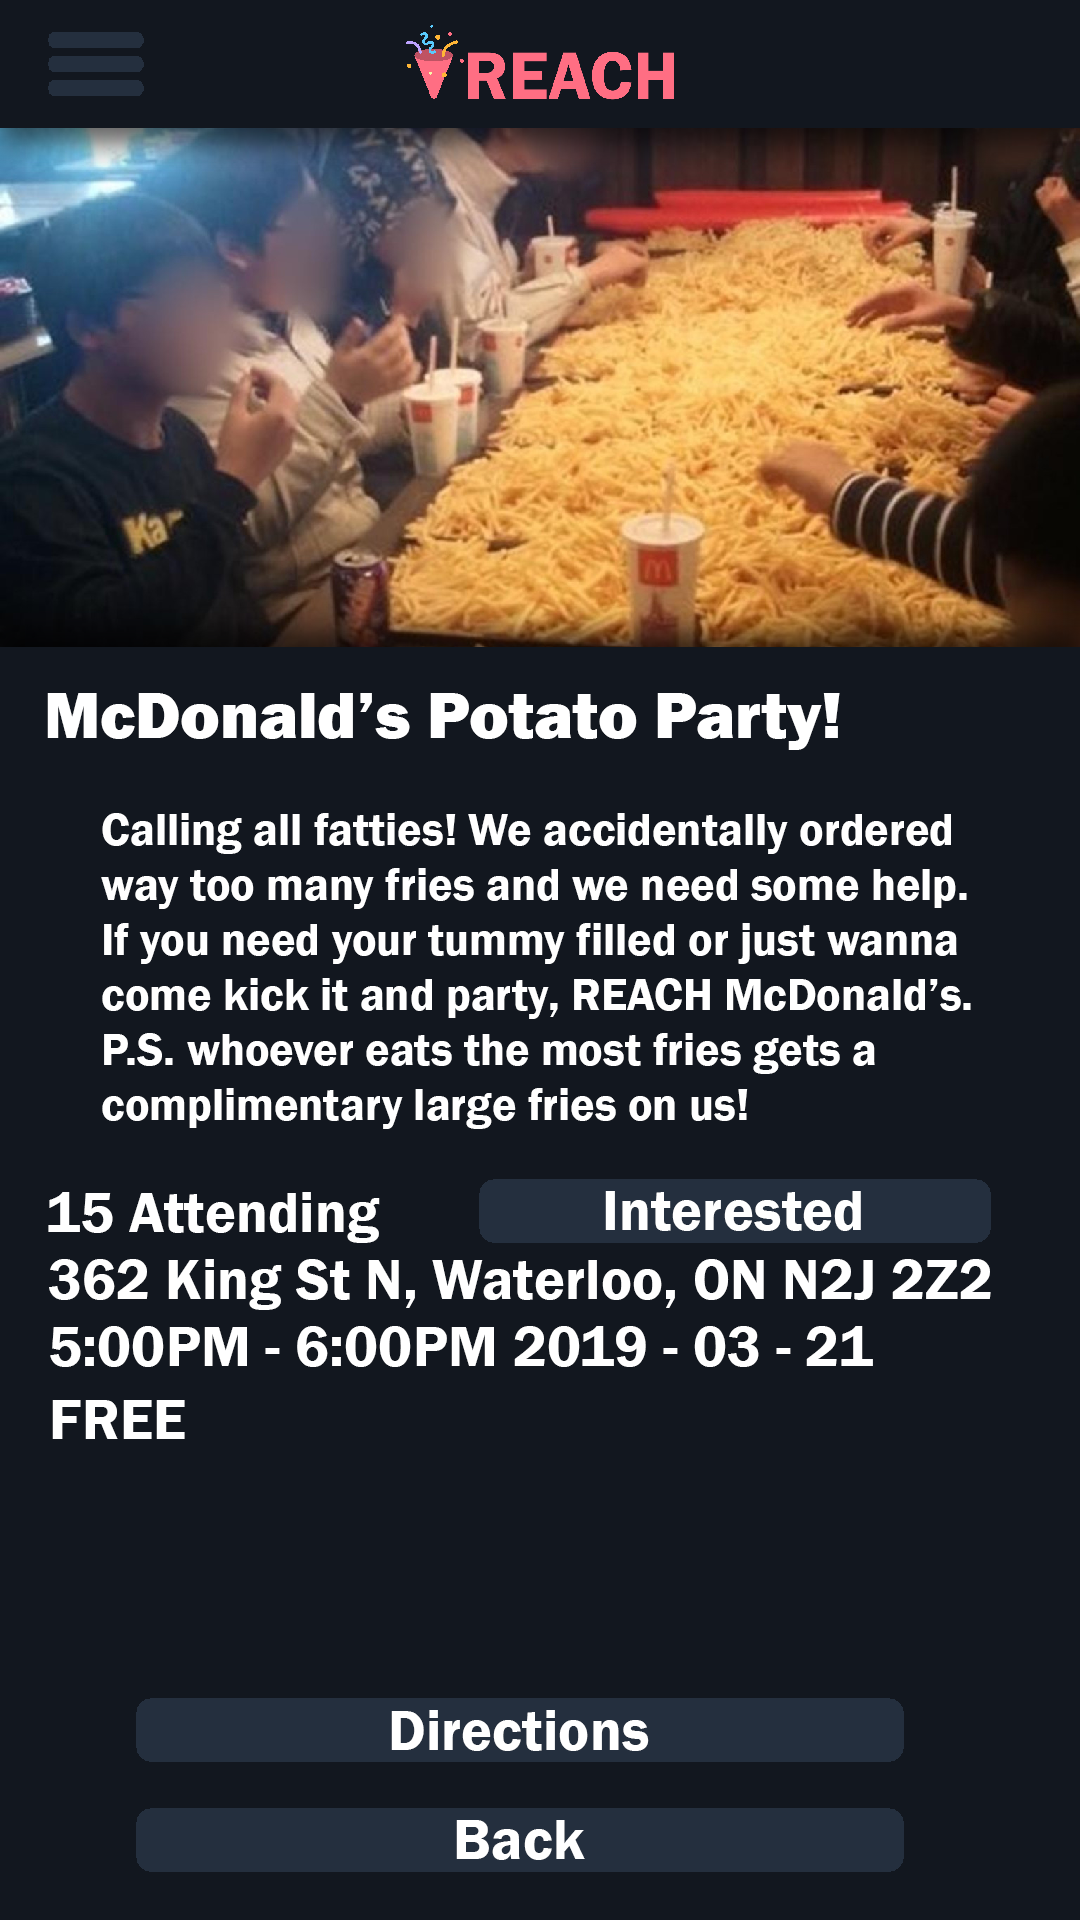 REACH
Ka
McDonald’s Potato Party!
Calling all fatties! We accidentally ordered
way too many fries and we need some help.
If you need your tummy filled or just wanna
come kick it and party, REACH McDonald’s.
P.S. whoever eats the most fries gets a
complimentary large fries on us!
15 Attending
Interested
362 King St N, Waterloo, ON N2J 2Z2
5:00PM - 6:00PM 2019 - 03 - 21
FREE
Directions
Back